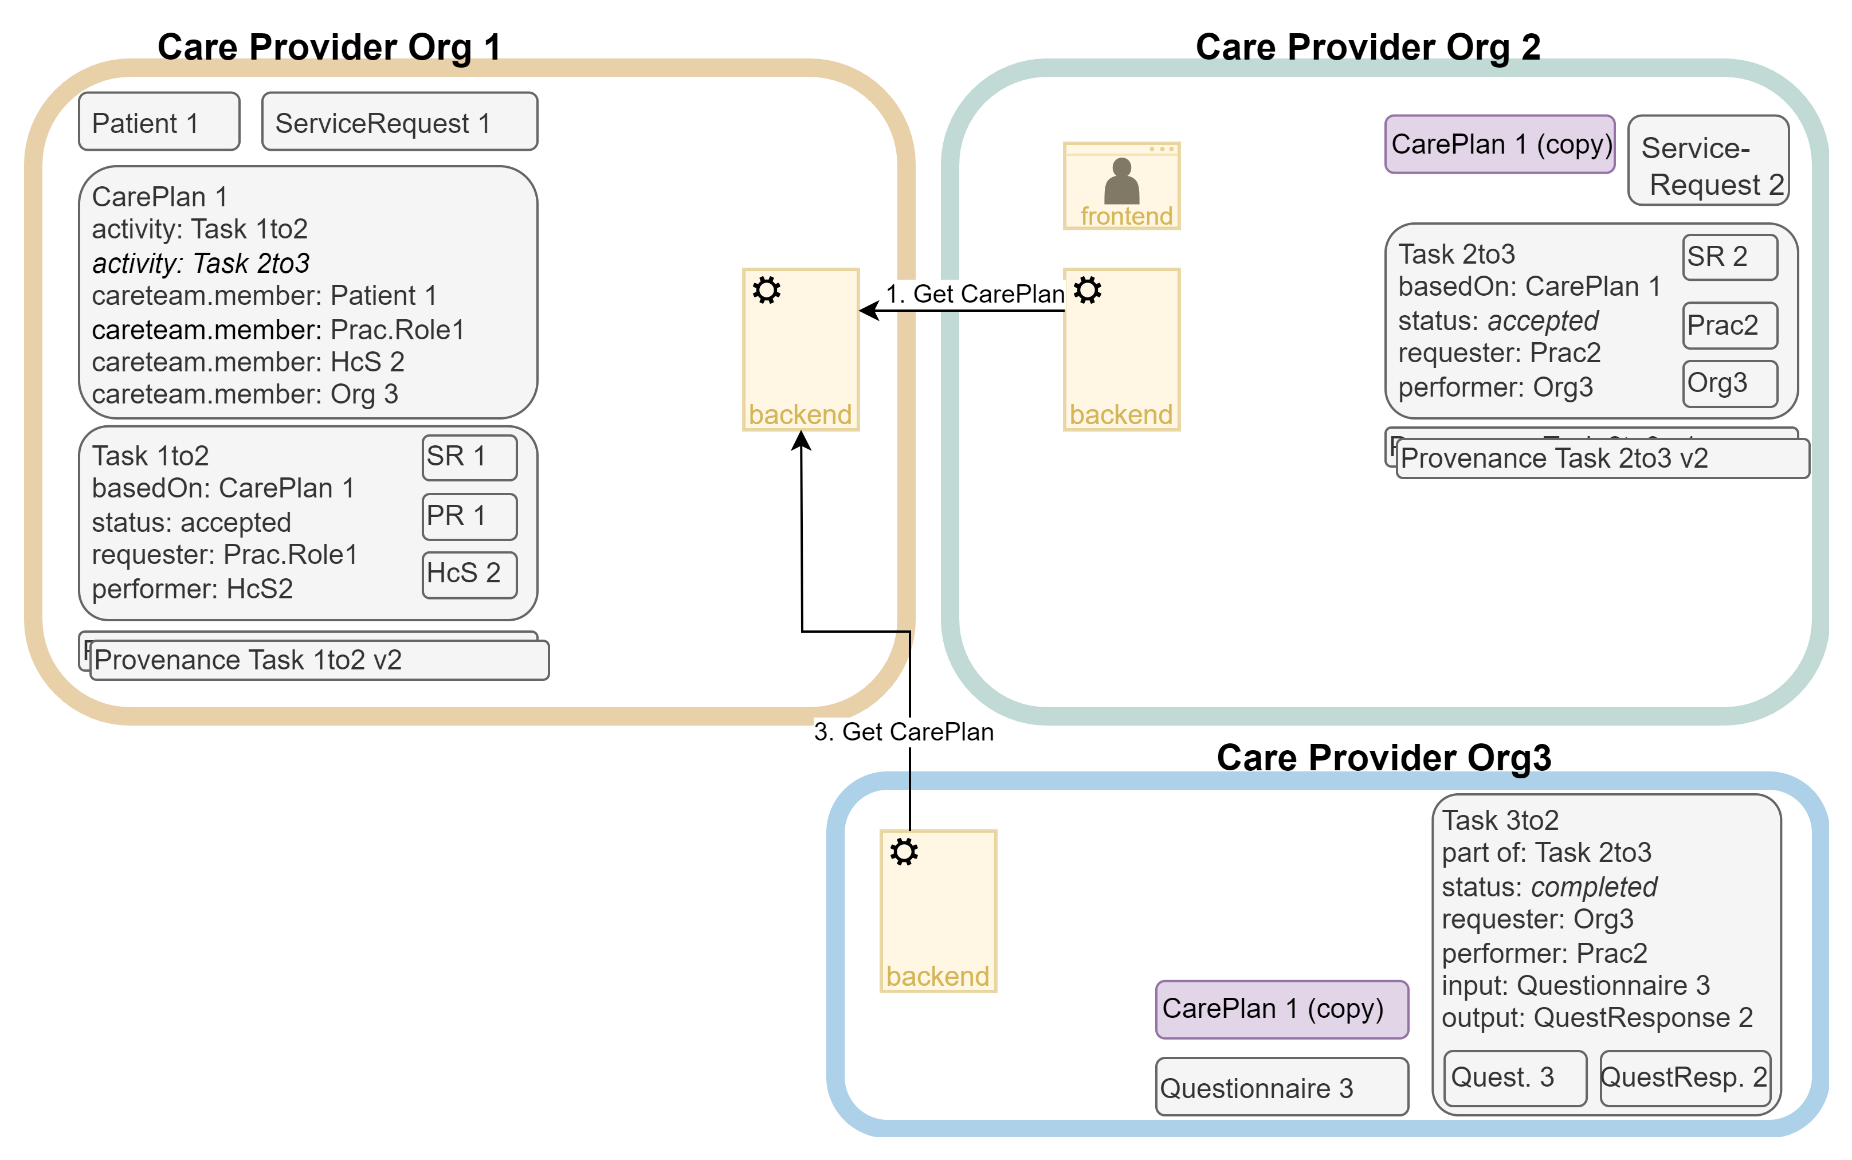 Care Provider Org 1
Patient 1
ServiceRequest 1
CarePlan 1
activity: Task 1to2
activity: Task 2to3
careteam.member: Patient 1
careteam.member: Prac.Role1
careteam.member: HcS 2
careteam.member: Org 3
Task 1to2
basedOn: CarePlan 1
status: accepted
requester: Prac.Role1
performer: HcS2
SR 1
PR 1
HcS 2
Provenance Task 1to2 v2
backend
1. Get CarePlan
3. Get CarePlan
Care Provider Org 2
frontend
backend
CarePlan 1 (copy)
Service-
Request 2
Task 2to3
basedOn: CarePlan 1
status: accepted
requester: Prac2
performer: Org3
SR 2
Prac2
Org3
Provenance Task 2to3 v2
Care Provider Org3
backend
CarePlan 1 (copy)
Questionnaire 3
Task 3to2
part of: Task 2to3
status: completed
requester: Org3
performer: Prac2
input: Questionnaire 3
output: QuestResponse 2
Quest. 3
QuestResp. 2